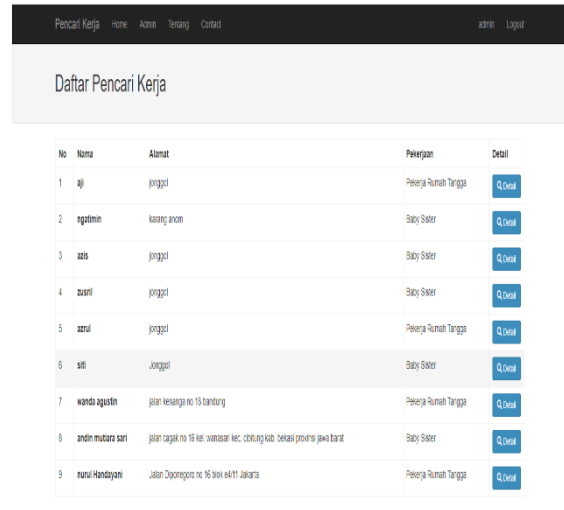 Pencari Kerja Home Admin Tentang Contact admin Logout
Daftar Pencari Kerja
No Nama Alamat Pekerjaan Detail
1 aji jonggol Pekerja Rumah Tangga Detail
2 ngatimin karang anom Baby Sister Detail
3 azis jonggol Baby Sister Detail
4 zusril jonggol Baby Sister Detail
5 azrul jonggol Pekerja Rumah Tangga Detail
6 siti Jonggol Baby Sister Detail
7 wanda agustin jalan kenanga no 18 bandung Pekerja Rumah Tangga Detail
8 andin mutiara sari jalan cagak no 16 kel. wanasari kec. cibitung kab. bekasi provinsi jawa barat Baby Sister Detail
9 nurul Handayani Jalan Diponegoro no 16 blok e4/11 Jakarta Pekerja Rumah Tangga Detail